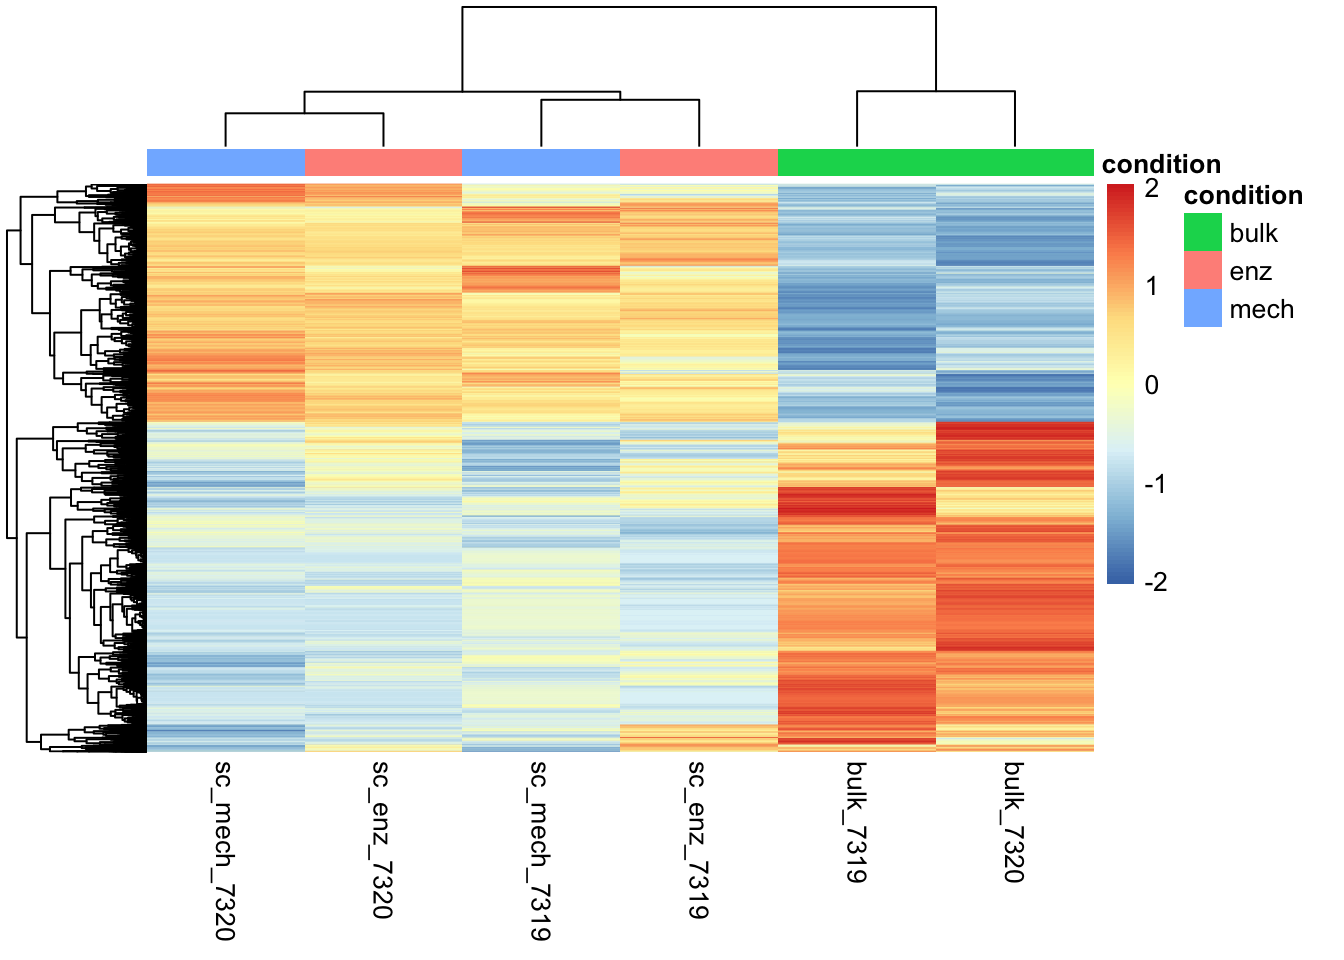 condition
2
1
0
-1
-2
condition
bulk
enz
mech
sc_mech_7320
sc_enz_7320
sc_mech_7319
sc_enz_7319
bulk_7319
bulk_7320